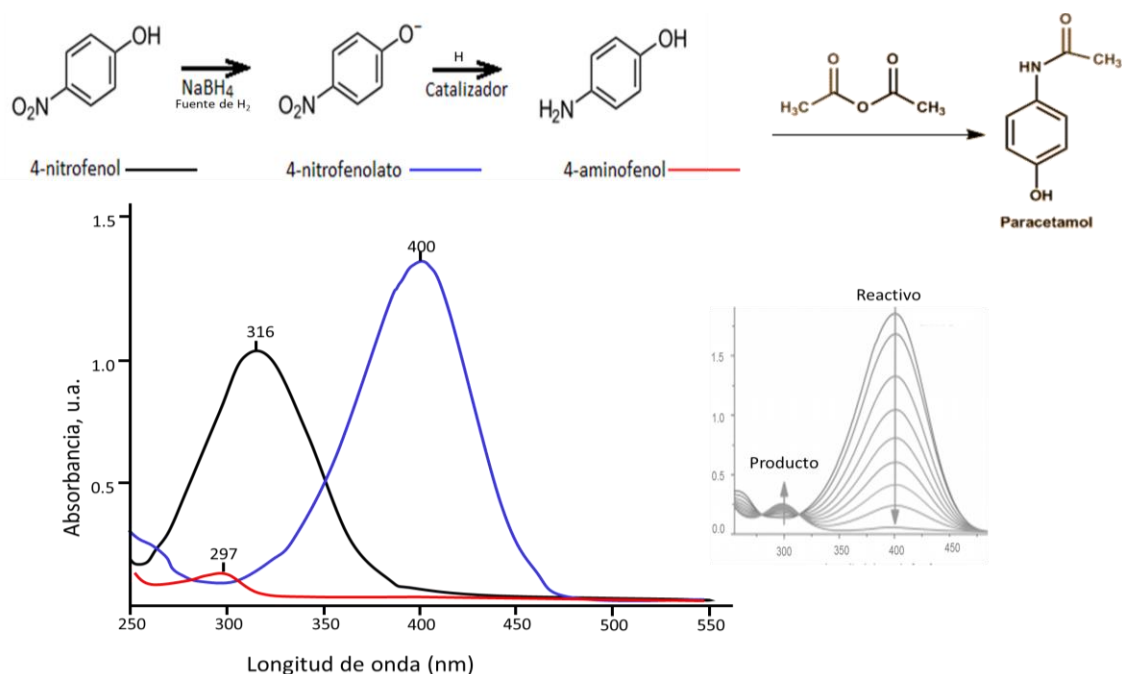 OH
O₂N
NaBH4
Fuente de H₂
O⁻
O₂N
H
Catalizador
OH
H₂N
O O
H₃C O CH₃
O
HN CH₃
OH
Paracetamol
4-nitrofenol
4-nitrofenolato
4-aminofenol
1.5
1.0
0.5
Absorbancia, u.a.
316
400
297
250 300 350 400 450 500 550
Longitud de onda (nm)
Reactivo
Producto
1.5
1.0
0.5
0.0
300 350 400 450